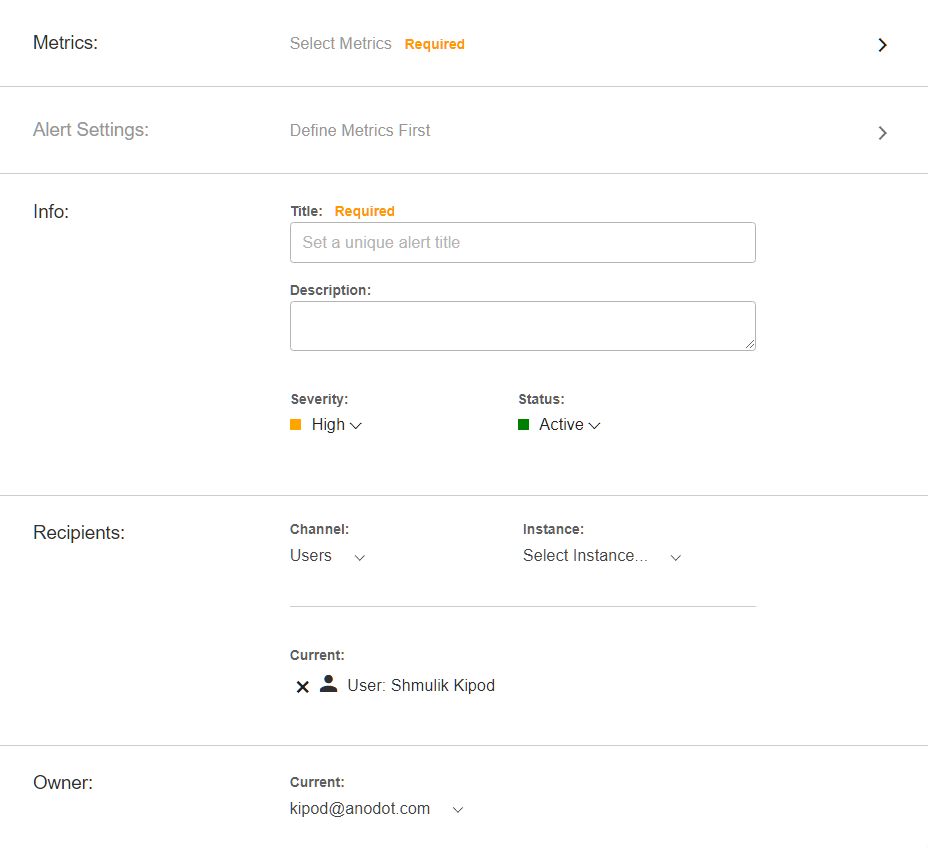 Metrics: Select Metrics Required
Alert Settings: Define Metrics First
Info: Title: Required
Set a unique alert title
Description:
Severity: Status:
High Active
Recipients: Channel: Instance:
Users Select Instance...
Current:
User: Shmulik Kipod
Owner: Current:
kipod@anodot.com